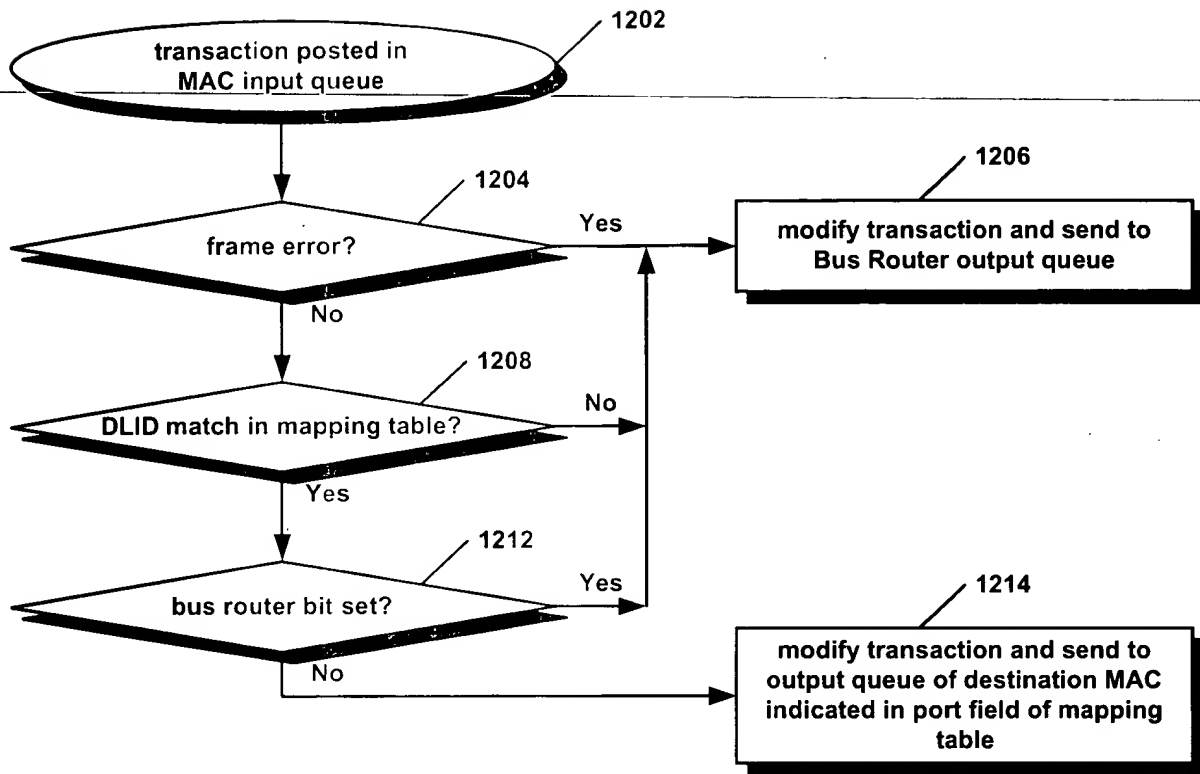 1202
transaction posted in
MAC input queue
1204
frame error?
Yes
No
1206
modify transaction and send to
Bus Router output queue
1208
DLID match in mapping table?
No
Yes
1212
bus router bit set?
Yes
No
1214
modify transaction and send to
output queue of destination MAC
indicated in port field of mapping
table